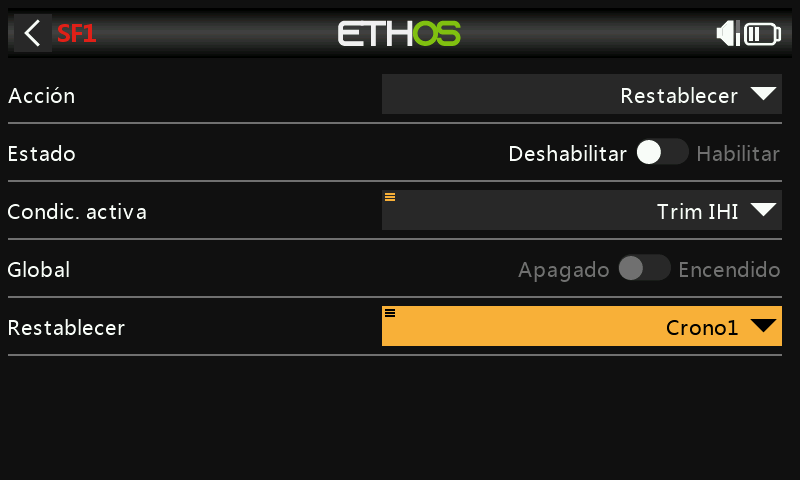 SF1 ETHOS
Acción Restablecer
Estado Deshabilitar Habilitar
Condic. activa Trim IHI
Global Apagado Encendido
Restablecer Crono1